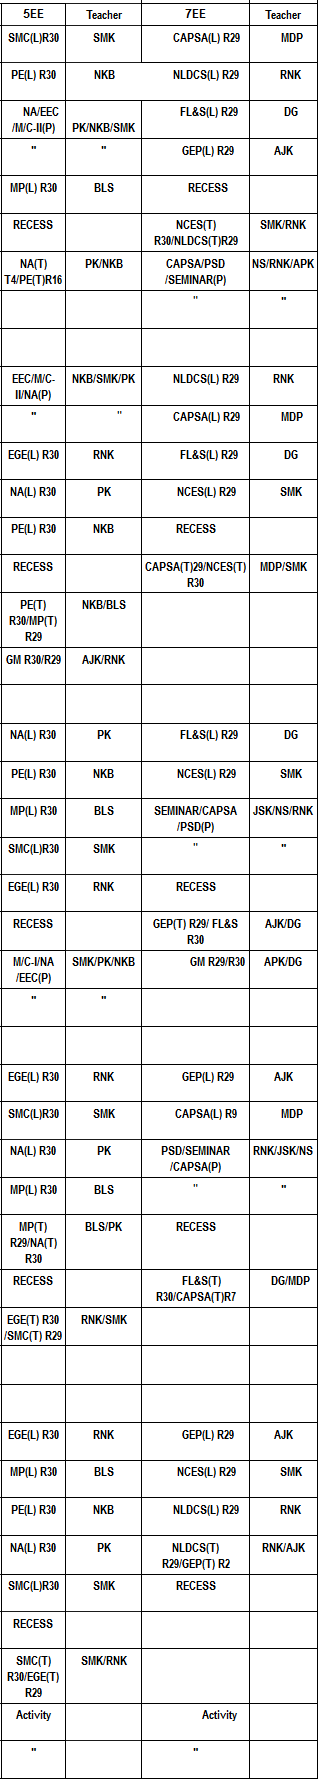 5EE Teacher 7EE Teacher
SMC(L)R30 SMK CAPSA(L) R29 MDP
PE(L) R30 NKB NLDCS(L) R29 RNK
NA/EEC FL&S(L) R29 DG
/M/C-II(P) PK/NKB/SMK
" " GEP(L) R29 AJK
MP(L) R30 BLS RECESS
RECESS NCES(T) SMK/RNK
R30/NLDCS(T)R29
NA(T) PK/NKB CAPSA/PSD NS/RNK/APK
T4/PE(T)R16 /SEMINAR(P)
" "
EEC/M/C- NKB/SMK/PK NLDCS(L) R29 RNK
II/NA(P)
" " CAPSA(L) R29 MDP
EGE(L) R30 RNK FL&S(L) R29 DG
NA(L) R30 PK NCES(L) R29 SMK
PE(L) R30 NKB RECESS
RECESS CAPSA(T)29/NCES(T) MDP/SMK
R30
PE(T) NKB/BLS
R30/MP(T)
R29
GM R30/R29 AJK/RNK
NA(L) R30 PK FL&S(L) R29 DG
PE(L) R30 NKB NCES(L) R29 SMK
MP(L) R30 BLS SEMINAR/CAPSA JSK/NS/RNK
/PSD(P)
SMC(L)R30 SMK " "
EGE(L) R30 RNK RECESS
RECESS GEP(T) R29/ FL&S AJK/DG
R30
M/C-I/NA SMK/PK/NKB GM R29/R30 APK/DG
/EEC(P)
" "
EGE(L) R30 RNK GEP(L) R29 AJK
SMC(L)R30 SMK CAPSA(L) R9 MDP
NA(L) R30 PK PSD/SEMINAR RNK/JSK/NS
/CAPSA(P)
MP(L) R30 BLS " "
MP(T) BLS/PK RECESS
R29/NA(T)
R30
RECESS FL&S(T) DG/MDP
R30/CAPSA(T)R7
EGE(T) R30 RNK/SMK
/SMC(T) R29
EGE(L) R30 RNK GEP(L) R29 AJK
MP(L) R30 BLS NCES(L) R29 SMK
PE(L) R30 NKB NLDCS(L) R29 RNK
NA(L) R30 PK NLDCS(T) RNK/AJK
R29/GEP(T) R2
SMC(L)R30 SMK RECESS
RECESS
SMC(T) SMK/RNK
R30/EGE(T)
R29
Activity Activity
" "